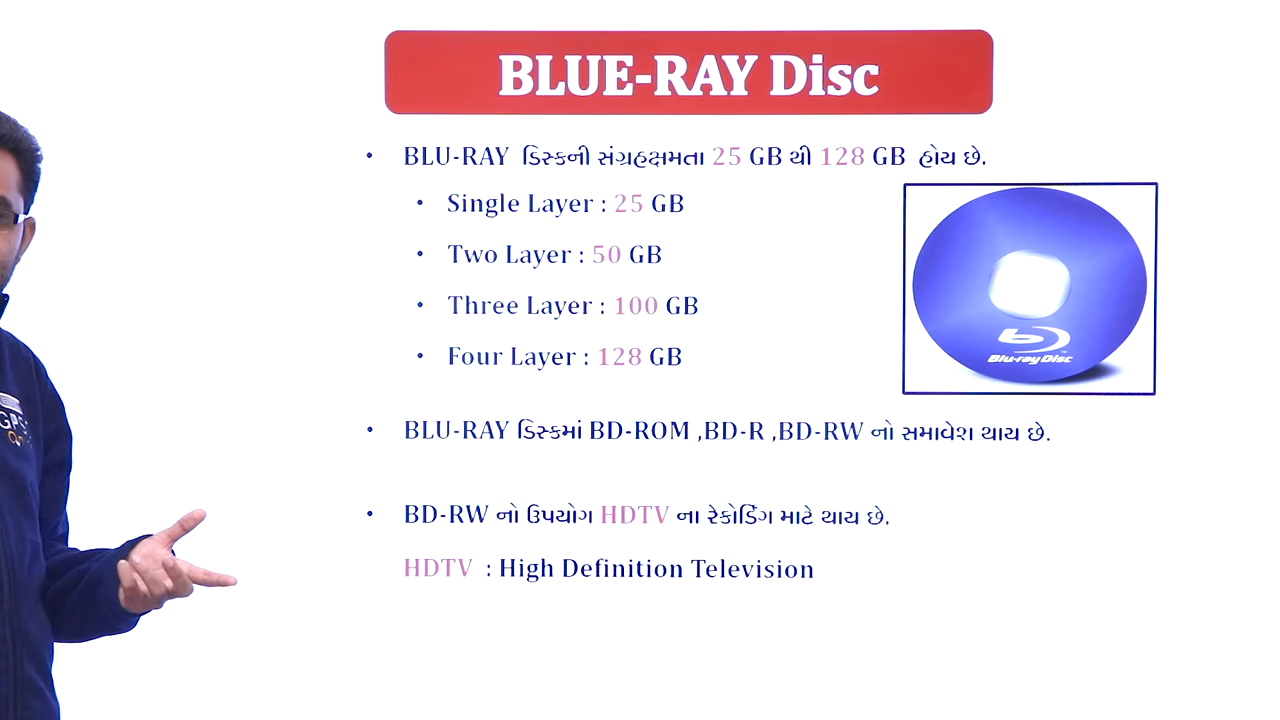 BLUE-RAY Disc
• BLU-RAY ડિસ્કની સંગ્રહક્ષમતા 25 GB થી 128 GB હોય છે.
• Single Layer : 25 GB
• Two Layer : 50 GB
• Three Layer : 100 GB
• Four Layer : 128 GB
Blu-ray Disc
• BLU-RAY ડિસ્કમાં BD-ROM ,BD-R ,BD-RW નો સમાવેશ થાય છે.
• BD-RW નો ઉપયોગ HDTV ના રેકોર્ડિંગ માટે થાય છે.
HDTV : High Definition Television